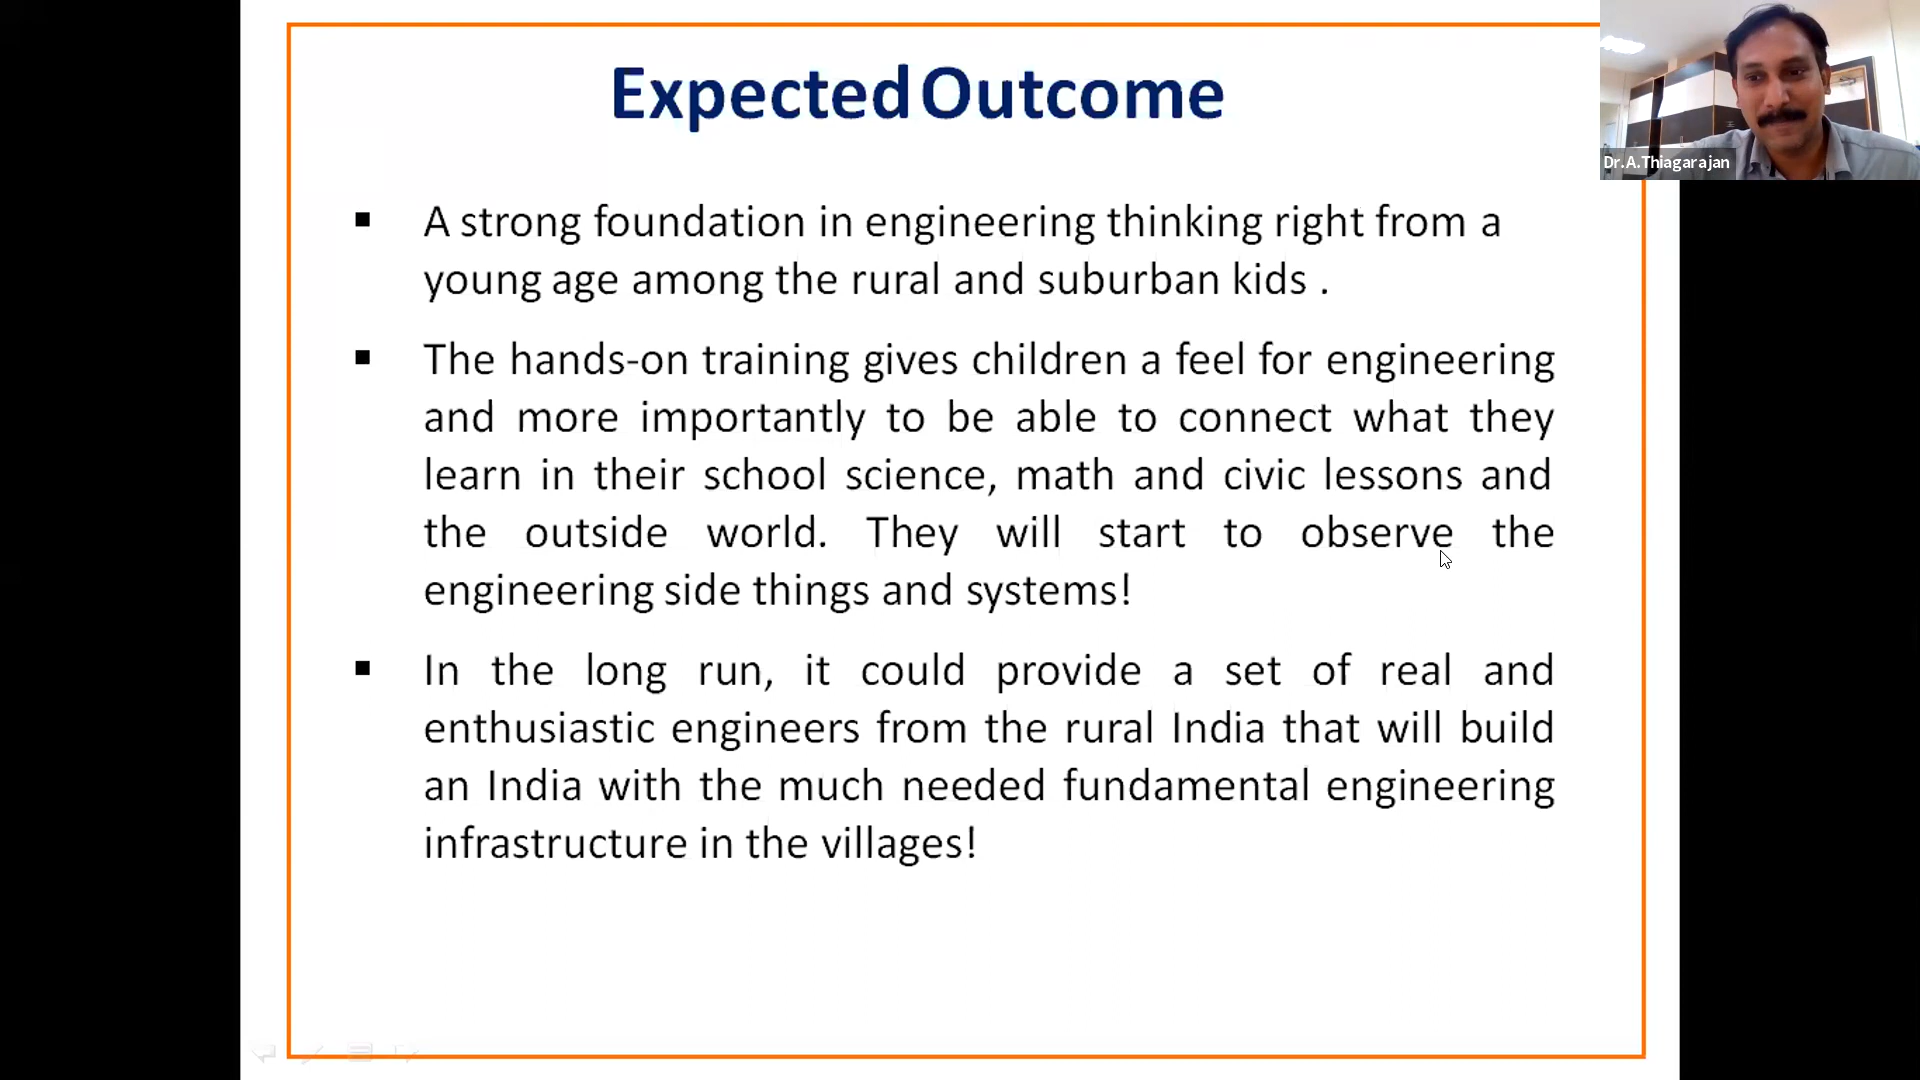 Expected Outcome
Dr.A.Thiagarajan
▪ A strong foundation in engineering thinking right from a
young age among the rural and suburban kids .
▪ The hands-on training gives children a feel for engineering
and more importantly to be able to connect what they
learn in their school science, math and civic lessons and
the outside world. They will start to observe the
engineering side things and systems!
▪ In the long run, it could provide a set of real and
enthusiastic engineers from the rural India that will build
an India with the much needed fundamental engineering
infrastructure in the villages!